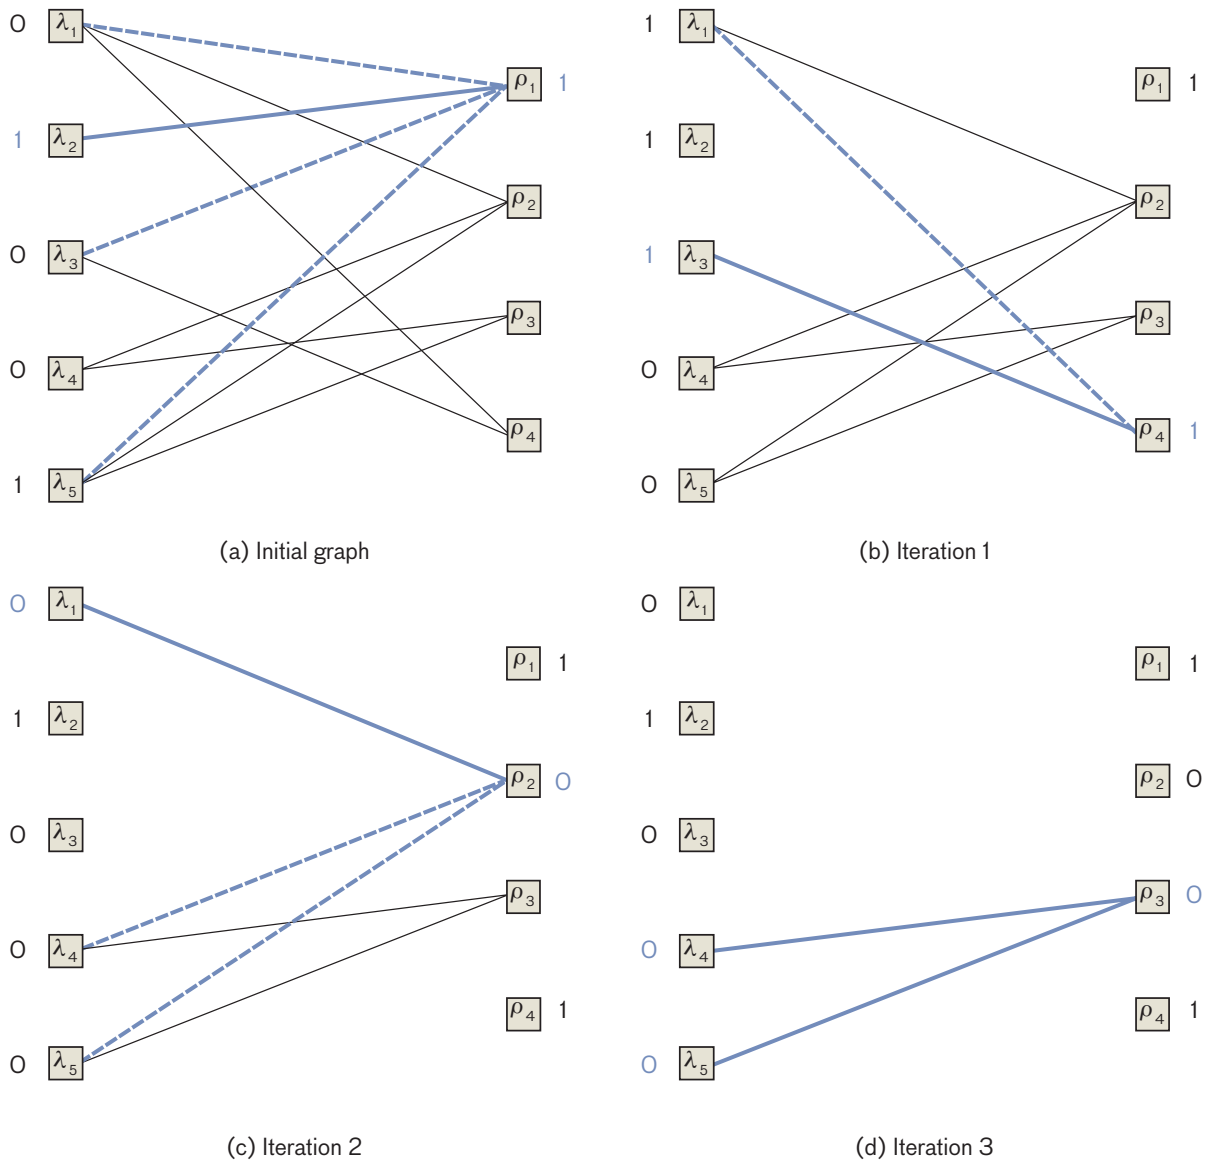 0 λ1
ρ1 1
1 λ2
ρ2
0 λ3
ρ3
0 λ4
ρ4
1 λ5
(a) Initial graph
1 λ1
ρ1 1
1 λ2
ρ2
1 λ3
ρ3
0 λ4
ρ4 1
0 λ5
(b) Iteration 1
0 λ1
ρ1 1
1 λ2
ρ2 0
0 λ3
ρ3
0 λ4
ρ4 1
0 λ5
(c) Iteration 2
0 λ1
ρ1 1
1 λ2
ρ2 0
0 λ3
ρ3 0
0 λ4
ρ4 1
0 λ5
(d) Iteration 3